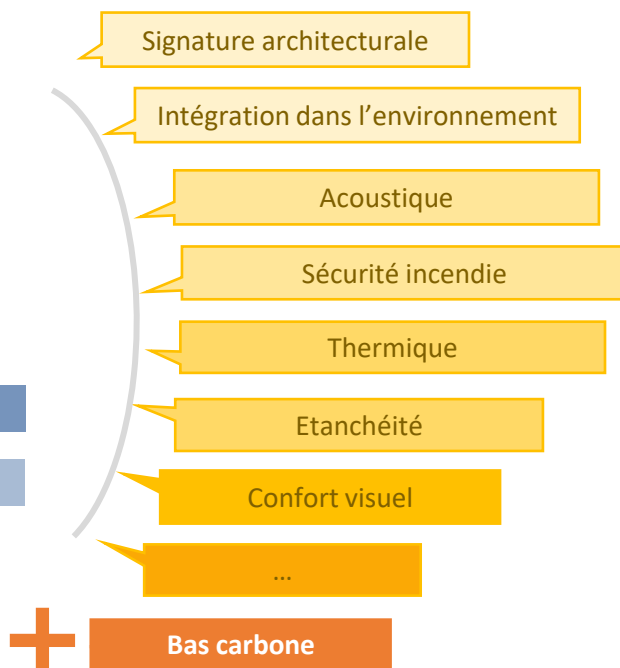 Signature architecturale
Intégration dans l’environnement
Acoustique
Sécurité incendie
Thermique
Etanchéité
Confort visuel
...
Bas carbone